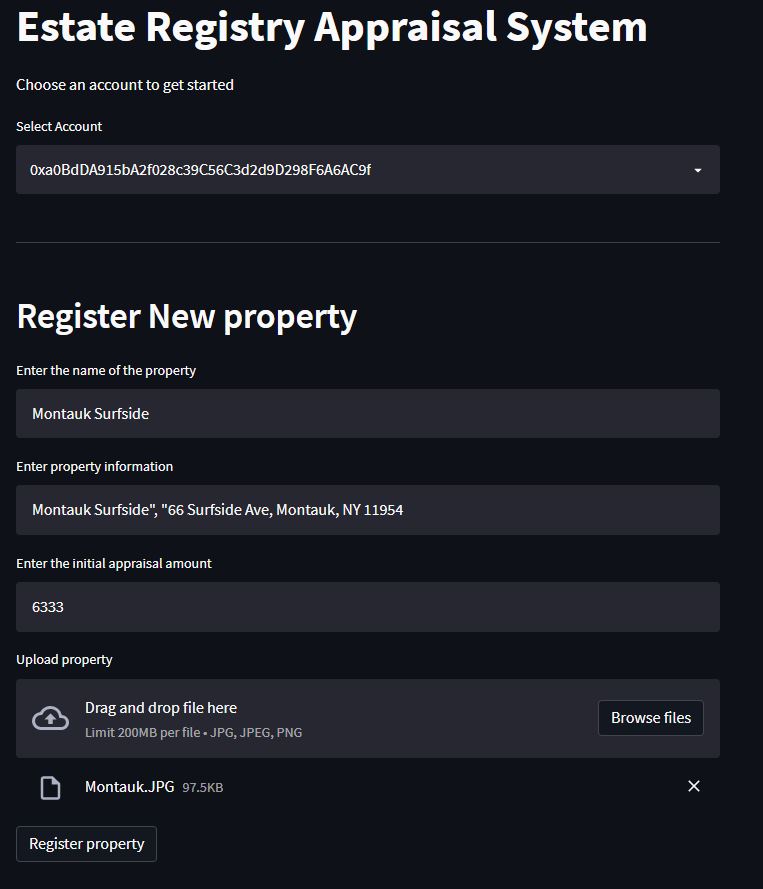 Estate Registry Appraisal System
Choose an account to get started
Select Account
0xa0BdDA915bA2f028c39C56C3d2d9D298F6A6AC9f
Register New property
Enter the name of the property
Montauk Surfside
Enter property information
Montauk Surfside", "66 Surfside Ave, Montauk, NY 11954
Enter the initial appraisal amount
6333
Upload property
Drag and drop file here
Limit 200MB per file • JPG, JPEG, PNG
Browse files
Montauk.JPG 97.5KB
Register property